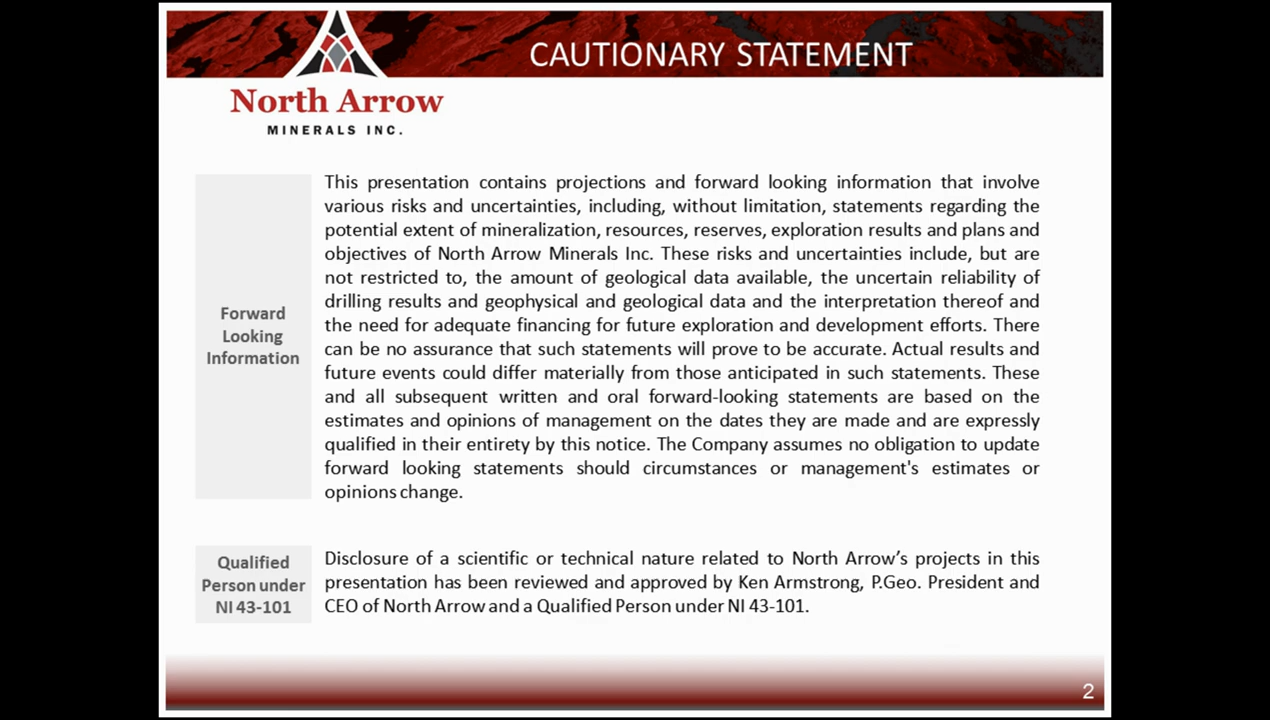 CAUTIONARY STATEMENT
North Arrow
MINERALS INC.
Forward
Looking
Information
This presentation contains projections and forward looking information that involve
various risks and uncertainties, including, without limitation, statements regarding the
potential extent of mineralization, resources, reserves, exploration results and plans and
objectives of North Arrow Minerals Inc. These risks and uncertainties include, but are
not restricted to, the amount of geological data available, the uncertain reliability of
drilling results and geophysical and geological data and the interpretation thereof and
the need for adequate financing for future exploration and development efforts. There
can be no assurance that such statements will prove to be accurate. Actual results and
future events could differ materially from those anticipated in such statements. These
and all subsequent written and oral forward-looking statements are based on the
estimates and opinions of management on the dates they are made and are expressly
qualified in their entirety by this notice. The Company assumes no obligation to update
forward looking statements should circumstances or management's estimates or
opinions change.
Qualified
Person under
NI 43-101
Disclosure of a scientific or technical nature related to North Arrow’s projects in this
presentation has been reviewed and approved by Ken Armstrong, P.Geo. President and
CEO of North Arrow and a Qualified Person under NI 43-101.
2